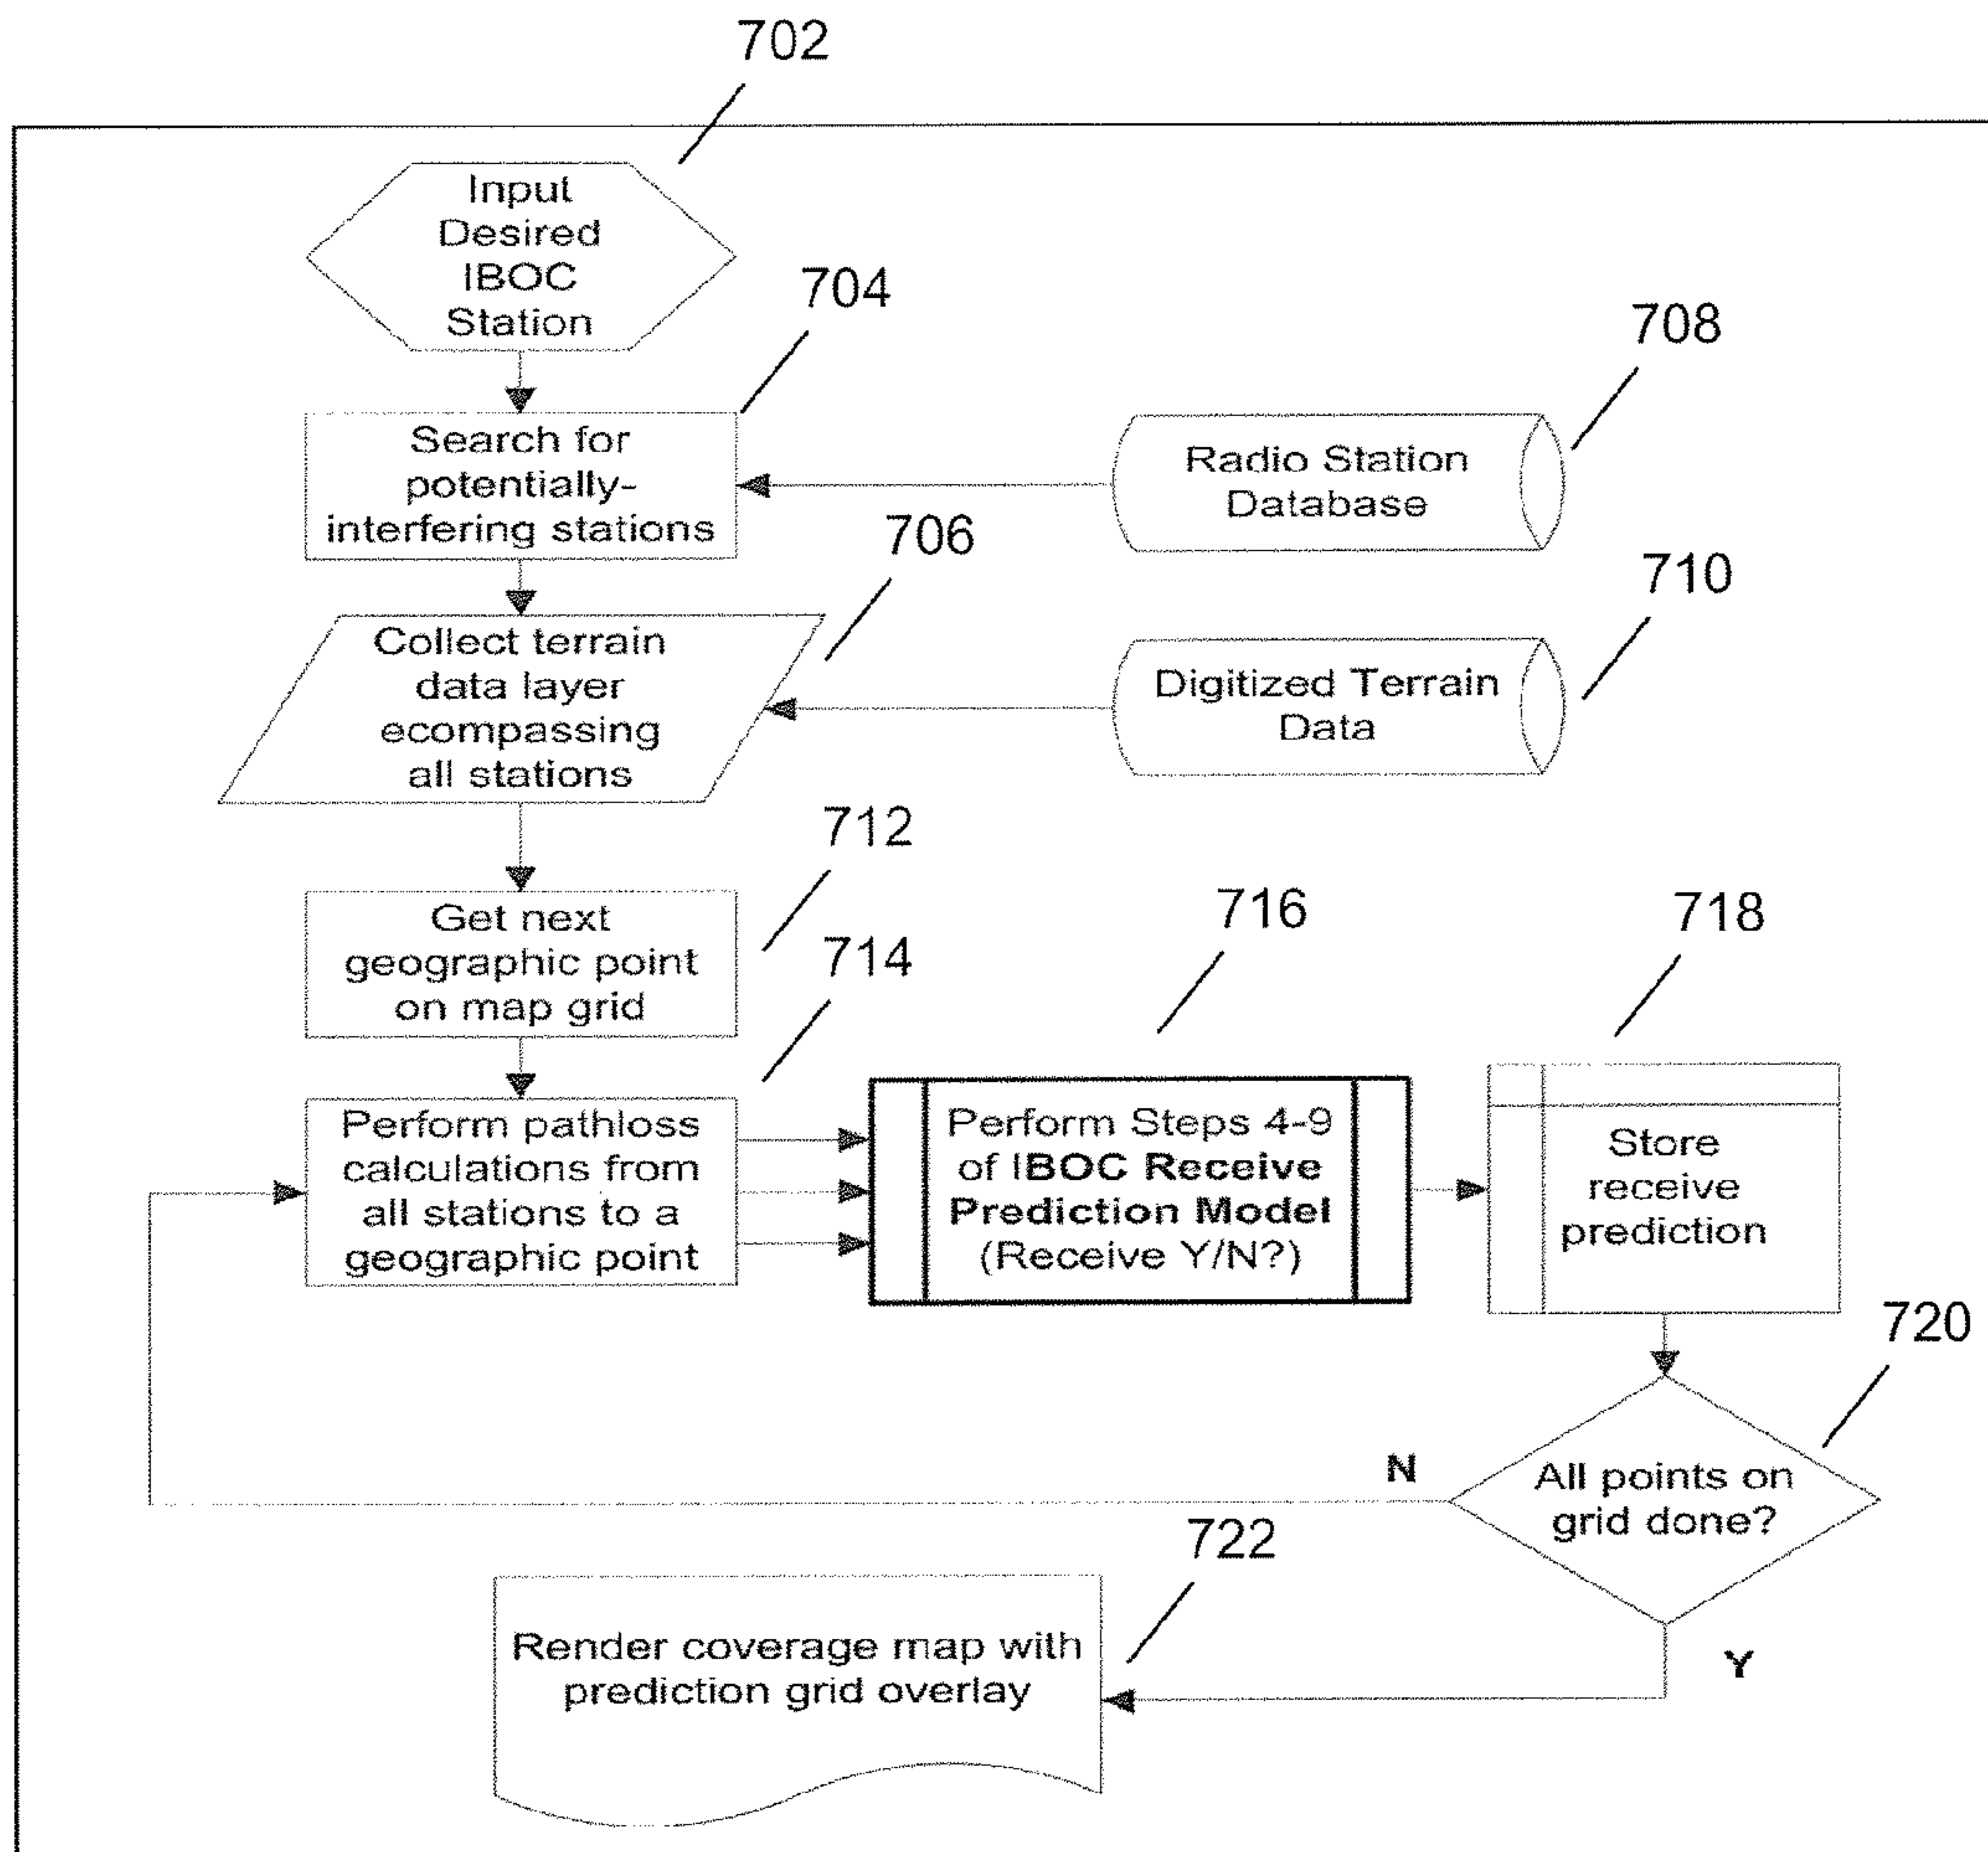 702
Input
Desired
IBOC
Station
704
Search for
potentially-
interfering stations
708
Radio Station
Database
706
Collect terrain
data layer
ecompassing
all stations
710
Digitized Terrain
Data
712
Get next
geographic point
on map grid
714
Perform pathloss
calculations from
all stations to a
geographic point
716
Perform Steps 4-9
of IBOC Receive
Prediction Model
(Receive Y/N?)
718
Store
receive
prediction
720
All points on
grid done?
N
Y
722
Render coverage map with
prediction grid overlay